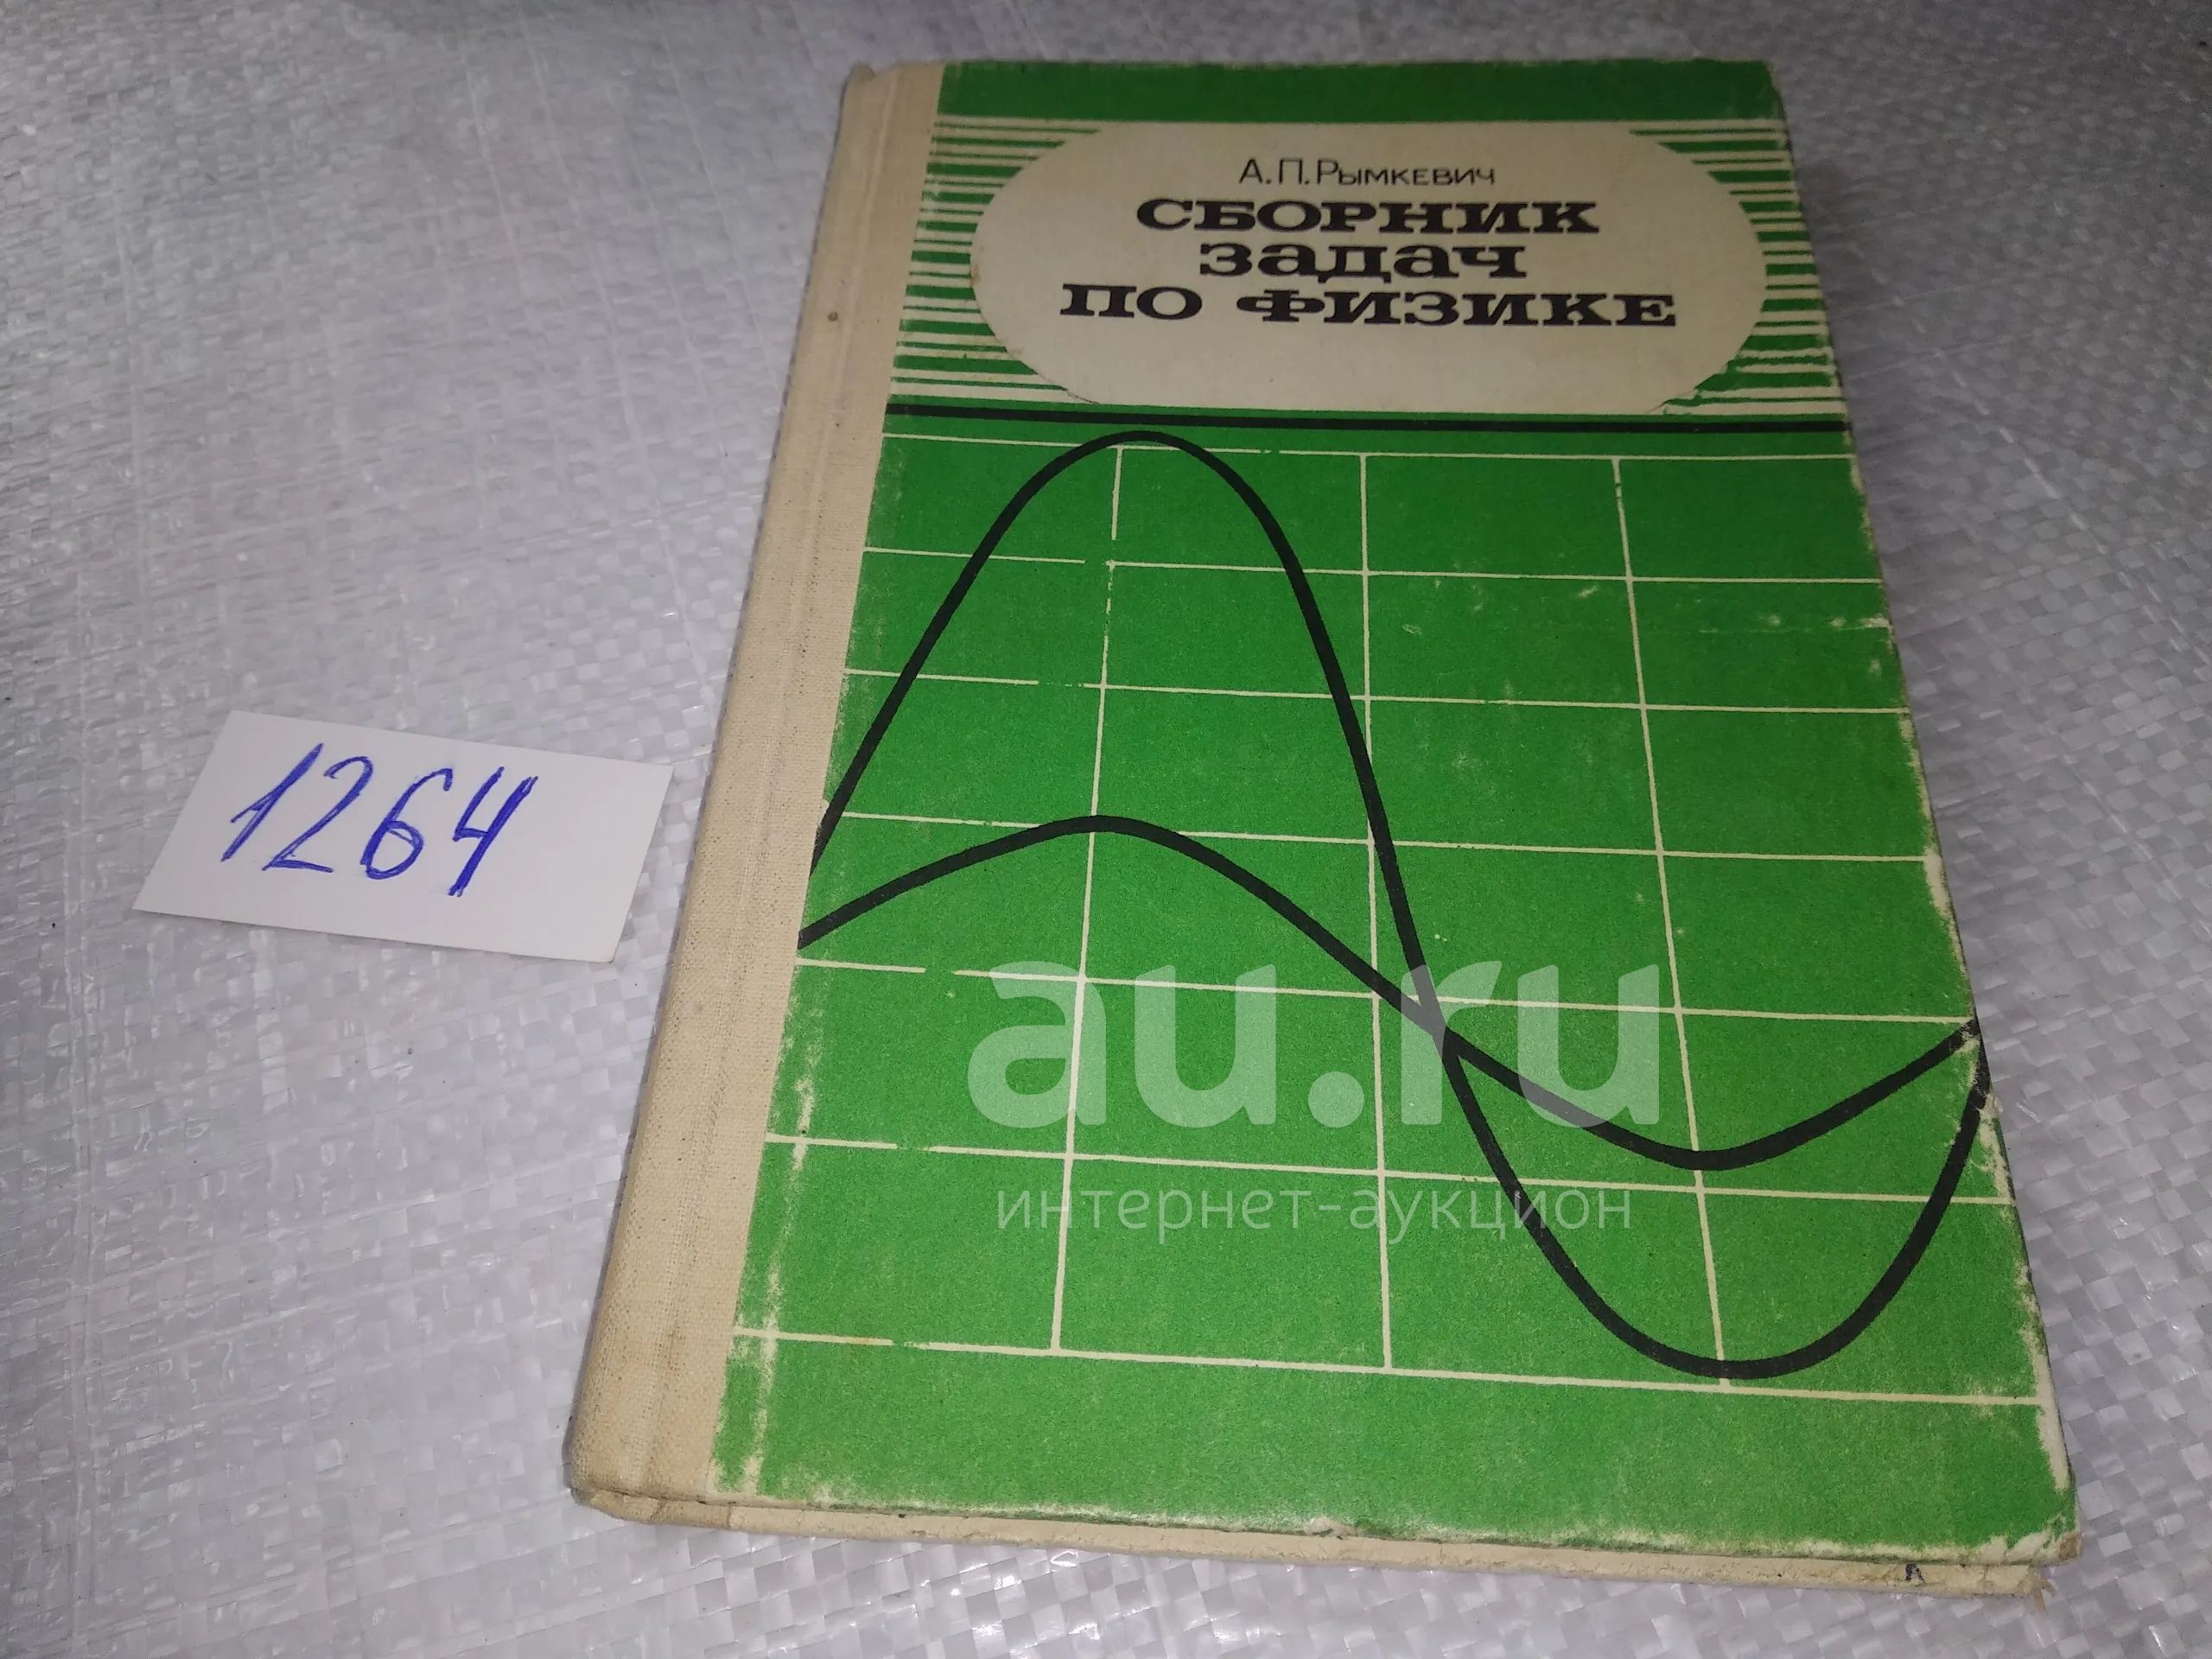 А.П.Рымкевич
СБОРНИК
ЗАДАЧ
ПО ФИЗИКЕ
1264
au.ru
интернет-аукцион